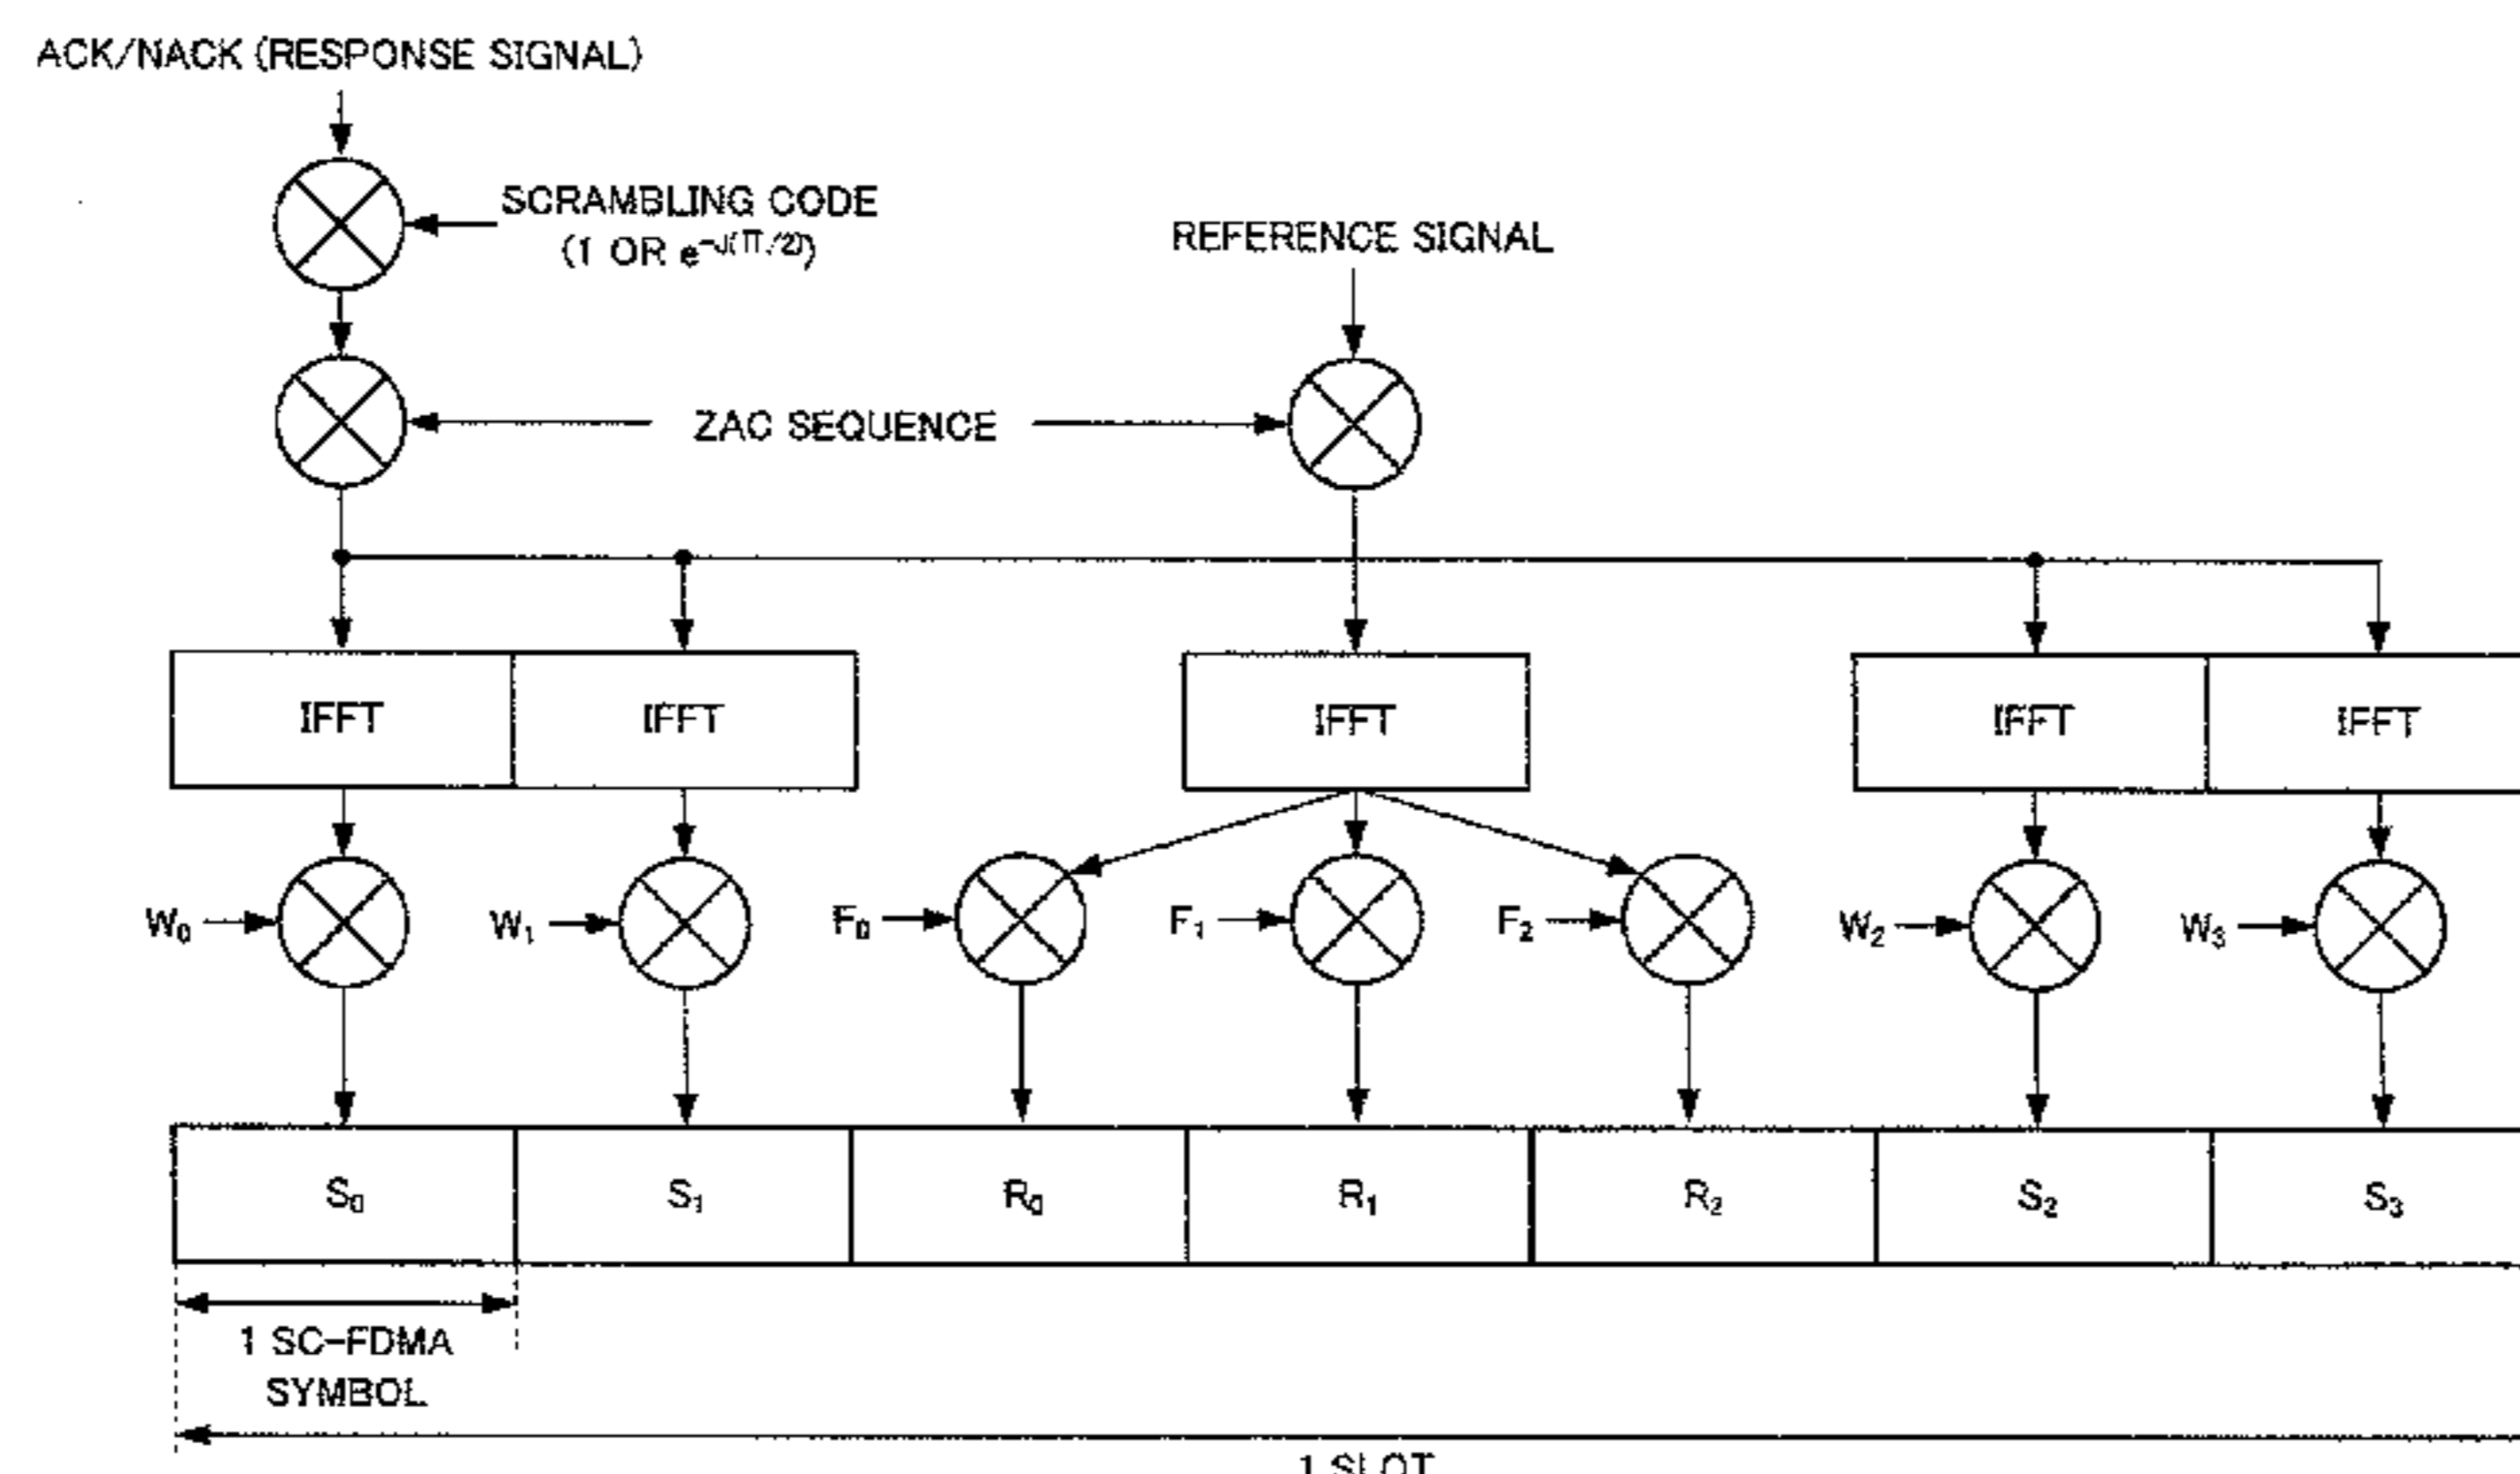 ACK/NACK (RESPONSE SIGNAL)
SCRAMBLING CODE
(1 OR e^-J(π/2))
REFERENCE SIGNAL
ZAC SEQUENCE
IFFT IFFT IFFT IFFT IFFT
W₀ W₁ F₀ F₁ F₂ W₂ W₃
S₀ S₁ R₀ R₁ R₂ S₂ S₃
1 SC-FDMA
SYMBOL
1 SLOT